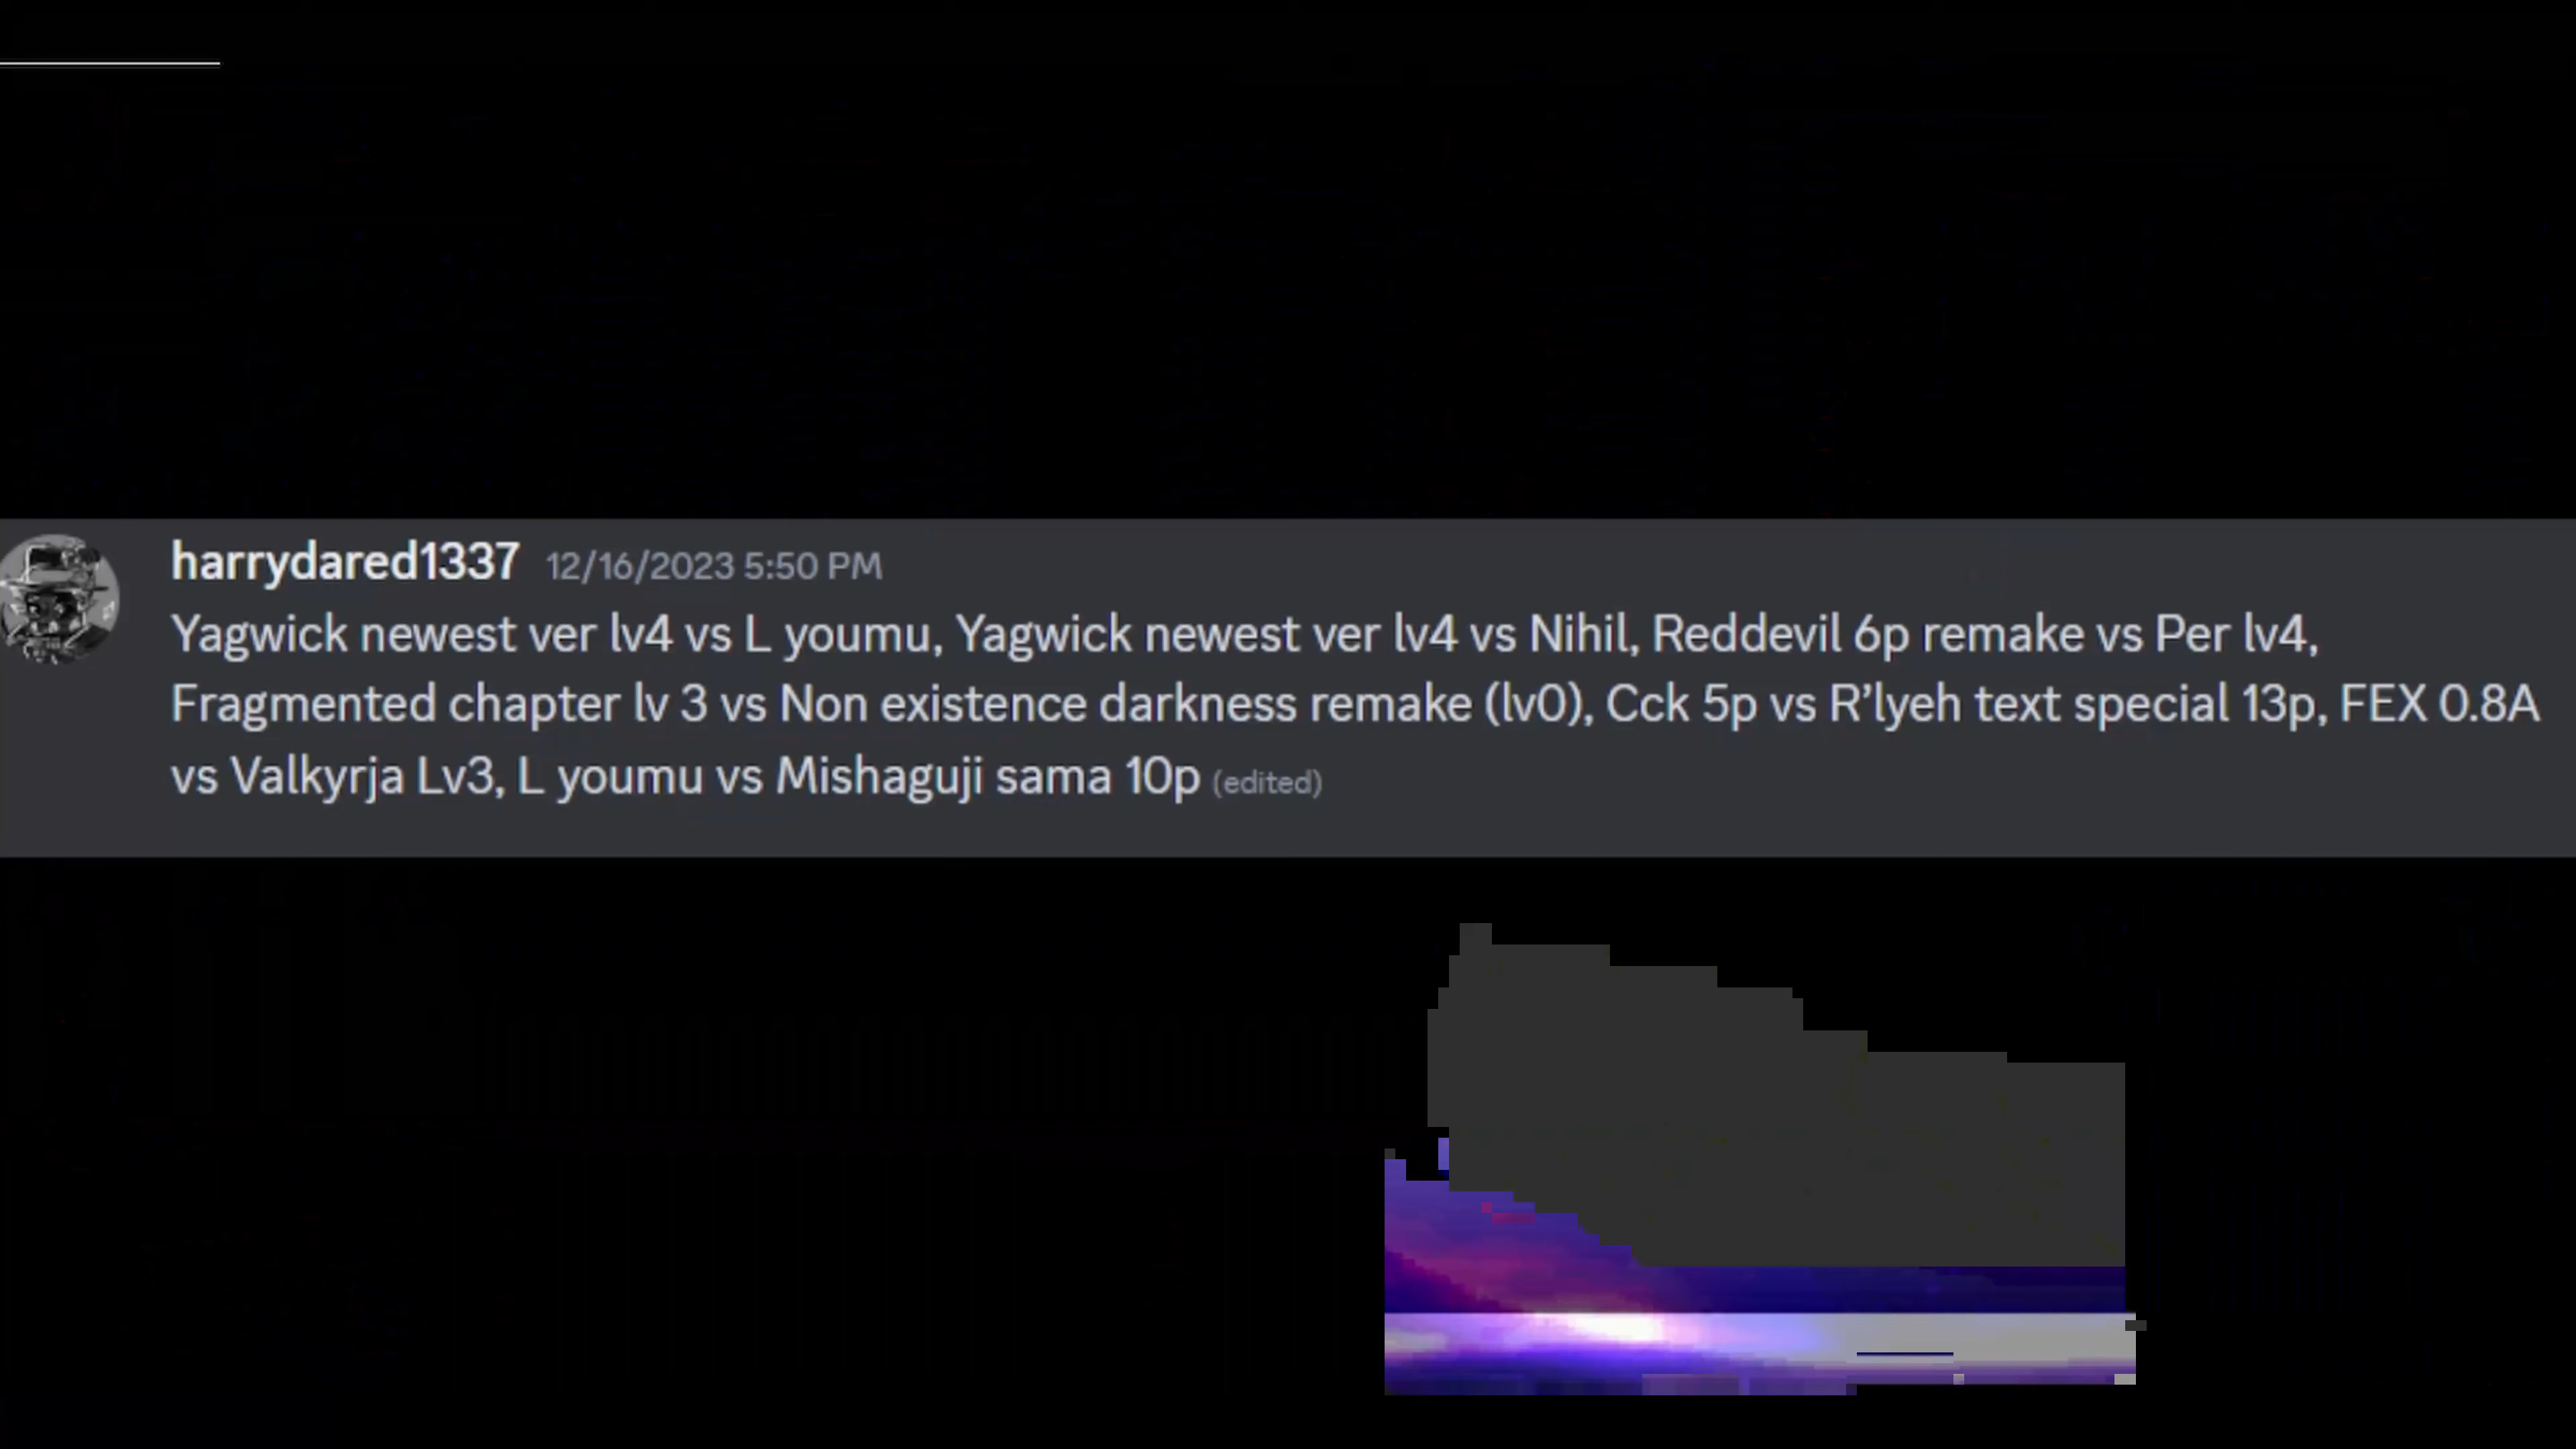 harrydared1337 12/16/2023 5:50 PM
Yagwick newest ver lv4 vs L youmu, Yagwick newest ver lv4 vs Nihil, Reddevil 6p remake vs Per lv4,
Fragmented chapter lv 3 vs Non existence darkness remake (lv0), Cck 5p vs R’lyeh text special 13p, FEX 0.8A
vs Valkyrja Lv3, L youmu vs Mishaguji sama 10p (edited)